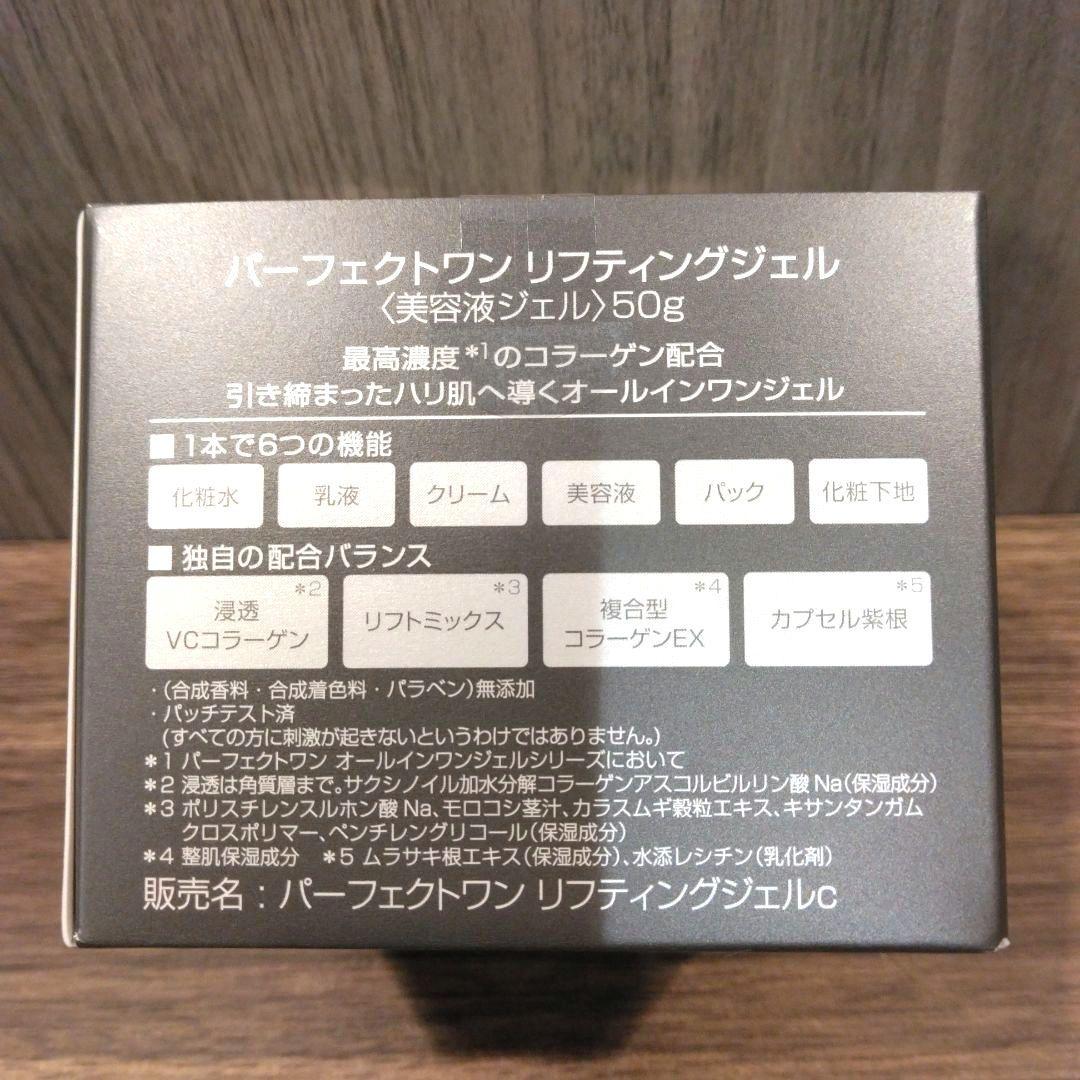 パーフェクトワン リフティングジェル
〈美容液ジェル〉50g
最高濃度*1のコラーゲン配合
引き締まったハリ肌へ導くオールインワンジェル
■ 1本で6つの機能
化粧水 乳液 クリーム 美容液 パック 化粧下地
■ 独自の配合バランス
*2 *3 *4 *5
浸透 複合型
VCコラーゲン リフトミックス コラーゲンEX カプセル紫根
・(合成香料・合成着色料・パラベン)無添加
・パッチテスト済
(すべての方に刺激が起きないというわけではありません。)
*1 パーフェクトワン オールインワンジェルシリーズにおいて
*2 浸透は角質層まで。サクシノイル加水分解コラーゲンアスコルビルリン酸Na(保湿成分)
*3 ポリスチレンスルホン酸Na、モロコシ茎汁、カラスムギ穀粒エキス、キサンタンガム
クロスポリマー、ペンチレングリコール(保湿成分)
*4 整肌保湿成分 *5 ムラサキ根エキス(保湿成分)、水添レシチン(乳化剤)
販売名:パーフェクトワン リフティングジェルc